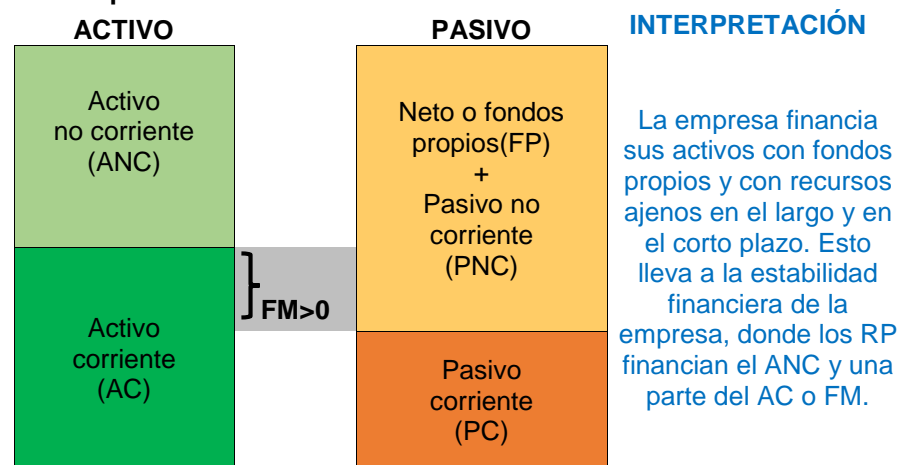 ACTIVO
PASIVO
INTERPRETACIÓN
Activo
no corriente
(ANC)
Activo
corriente
(AC)
FM>0
Neto o fondos
propios(FP)
+
Pasivo no
corriente
(PNC)
Pasivo
corriente
(PC)
La empresa financia
sus activos con fondos
propios y con recursos
ajenos en el largo y en
el corto plazo. Esto
lleva a la estabilidad
financiera de la
empresa, donde los RP
financian el ANC y una
parte del AC o FM.